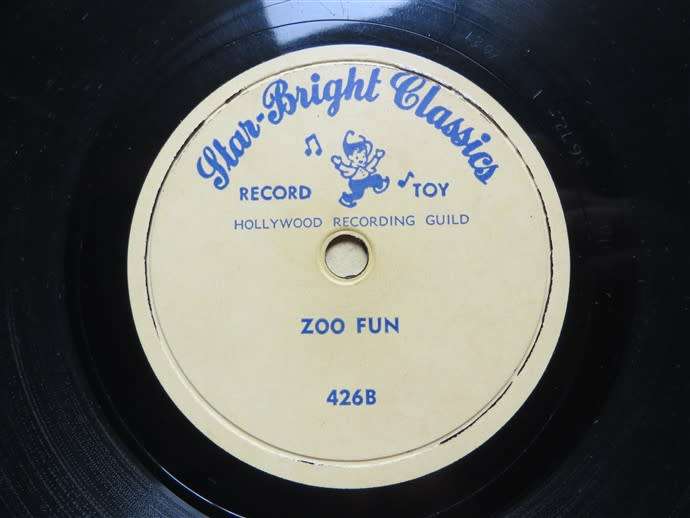 Star-Bright Classics
RECORD TOY
HOLLYWOOD RECORDING GUILD
ZOO FUN
426B